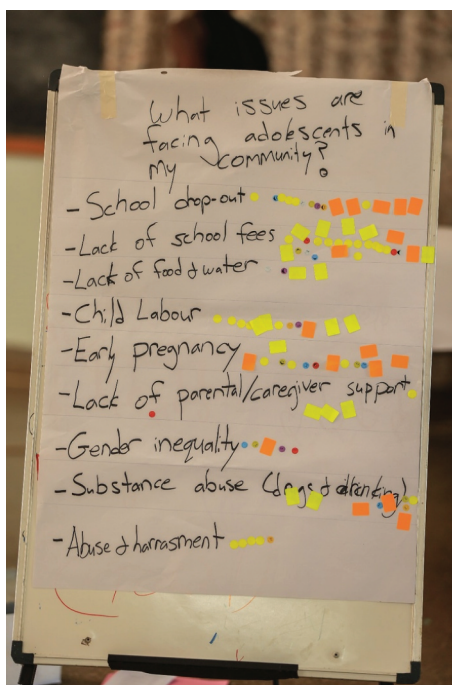 What issues are
facing adolescents in
my community?
- School drop-out
- Lack of school fees
- Lack of food & water
- Child Labour
- Early pregnancy
- Lack of parental/caregiver support
- Gender inequality
- Substance abuse (drugs & drinking)
- Abuse & harrasment